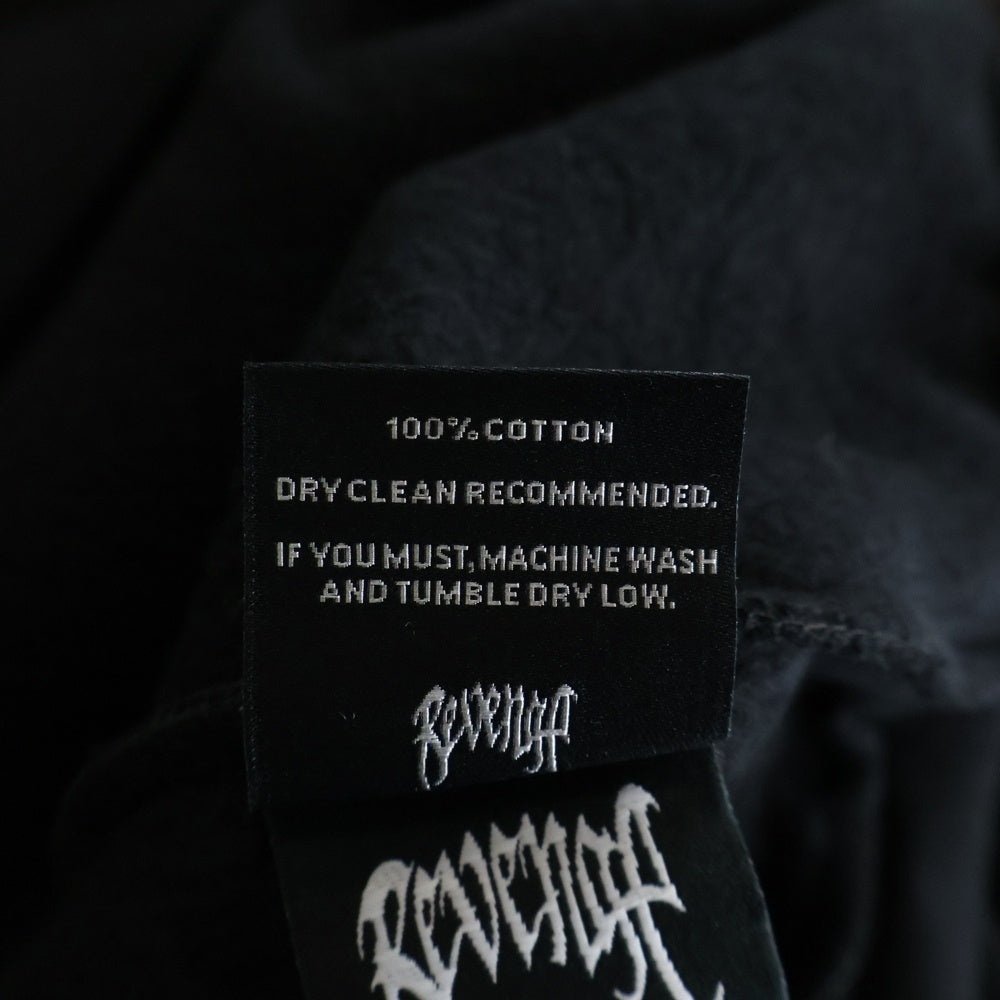 100% COTTON
DRY CLEAN RECOMMENDED.
IF YOU MUST, MACHINE WASH
AND TUMBLE DRY LOW.
Revenge
Revenge